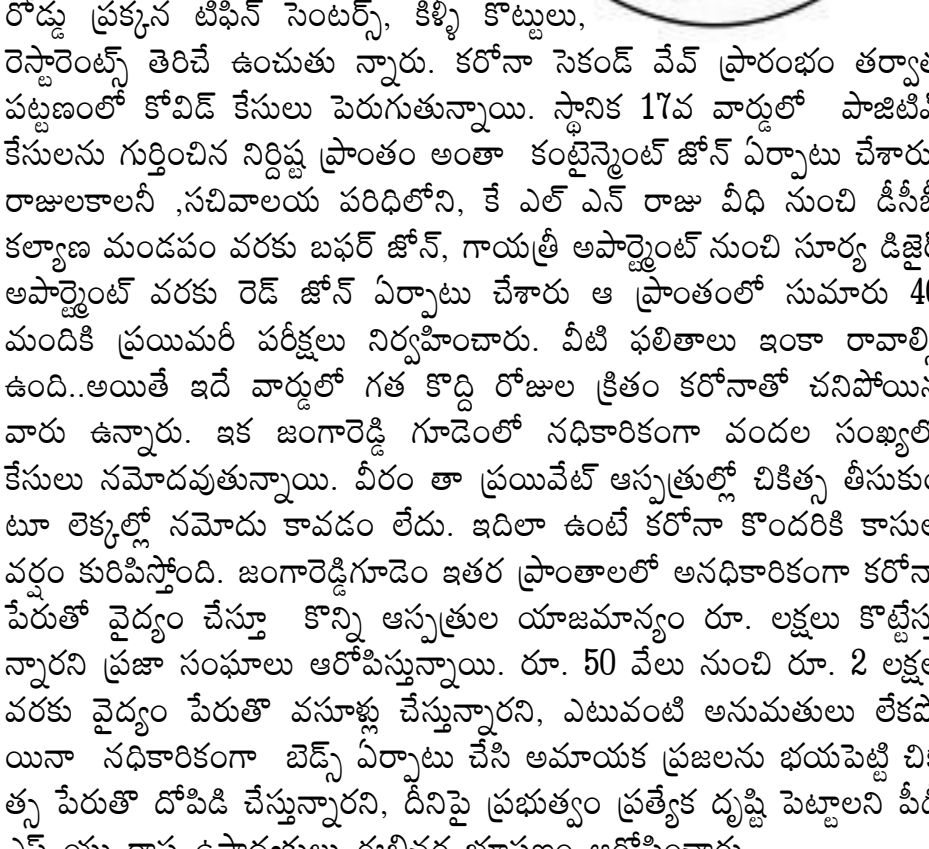 రోడ్డు ప్రక్కన టిఫిన్ సెంటర్స్, కిళ్ళీ కొట్టులు,
రెస్టారెంట్స్ తెరిచే ఉంచుతు న్నారు. కరోనా సెకండ్ వేవ్ ప్రారంభం తర్వాత
పట్టణంలో కోవిడ్ కేసులు పెరుగుతున్నాయి. స్థానిక 17వ వార్డులో పాజిటివ్
కేసులను గుర్తించిన నిర్దిష్ట ప్రాంతం అంతా కంటైన్మెంట్ జోన్ ఏర్పాటు చేశారు
రాజులకాలనీ ,సచివాలయ పరిధిలోని, కే ఎల్ ఎన్ రాజు వీధి నుంచి డీసీజీ
కల్యాణ మండపం వరకు బఫర్ జోన్, గాయత్రీ అపార్ట్మెంట్ నుంచి సూర్య డిజైర్
అపార్ట్మెంట్ వరకు రెడ్ జోన్ ఏర్పాటు చేశారు ఆ ప్రాంతంలో సుమారు 40
మందికి ప్రయిమరీ పరీక్షలు నిర్వహించారు. వీటి ఫలితాలు ఇంకా రావాల్సి
ఉంది..అయితే ఇదే వార్డులో గత కొద్ది రోజుల క్రితం కరోనాతో చనిపోయిన
వారు ఉన్నారు. ఇక జంగారెడ్డి గూడెంలో నధికారికంగా వందల సంఖ్యలో
కేసులు నమోదవుతున్నాయి. వీరం తా ప్రయివేట్ ఆస్పత్రుల్లో చికిత్స తీసుకుం
టూ లెక్కల్లో నమోదు కావడం లేదు. ఇదిలా ఉంటే కరోనా కొందరికి కాసుల
వర్షం కురిపిస్తోంది. జంగారెడ్డిగూడెం ఇతర ప్రాంతాలలో అనధికారికంగా కరోనా
పేరుతో వైద్యం చేస్తూ కొన్ని ఆస్పత్రుల యాజమాన్యం రూ. లక్షలు కొట్టేస్తు
న్నారని ప్రజా సంఘాలు ఆరోపిస్తున్నాయి. రూ. 50 వేలు నుంచి రూ. 2 లక్షల
వరకు వైద్యం పేరుతొ వసూళ్లు చేస్తున్నారని, ఎటువంటి అనుమతులు లేకపో
యినా నధికారికంగా బెడ్స్ ఏర్పాటు చేసి అమాయక ప్రజలను భయపెట్టి చికి
త్స పేరుతొ దోపిడి చేస్తున్నారని, దీనిపై ప్రభుత్వం ప్రత్యేక దృష్టి పెట్టాలని పీడీ